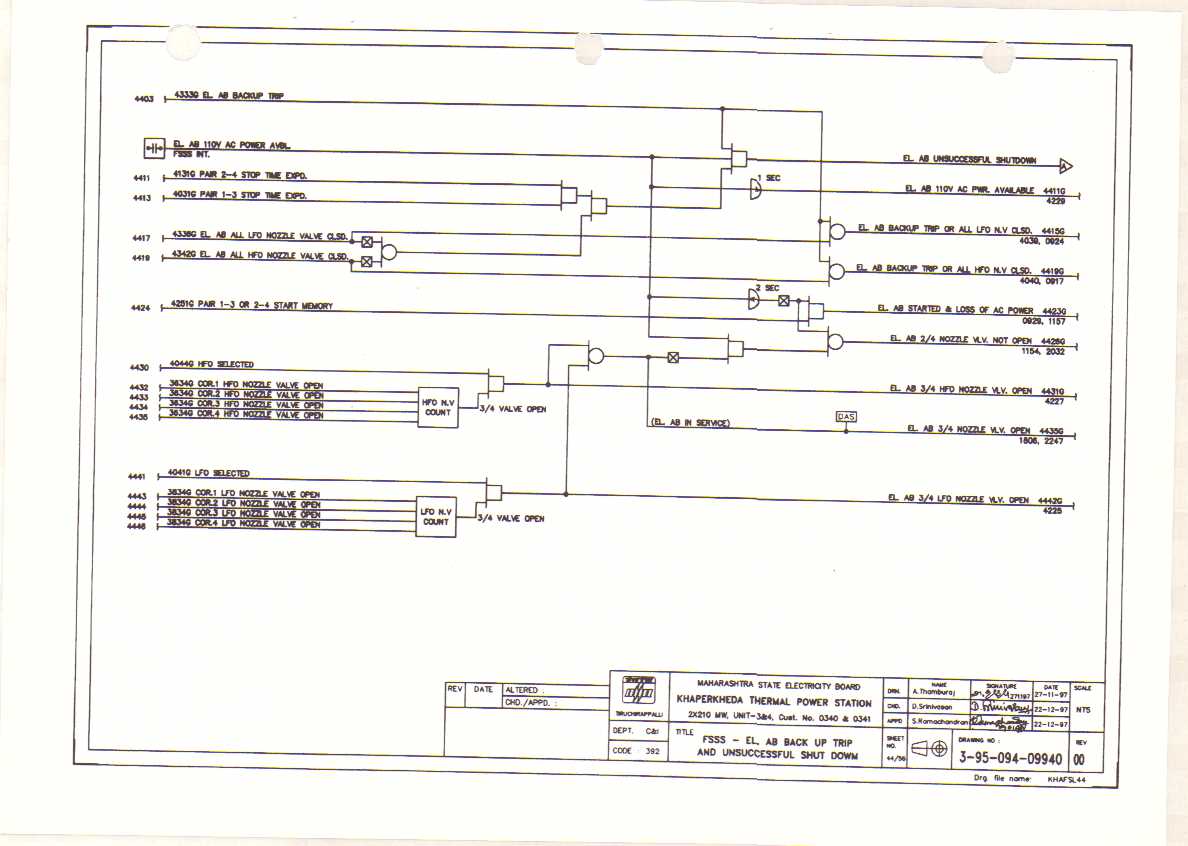 4403 4333G EL. AB BACKUP TRIP
EL. AB 110V AC POWER AVBL.
FSSS INT.
EL. AB UNSUCCESSFUL SHUTDOWN A
4411 4131G PAIR 2-4 STOP TIME EXPD.
1 SEC
EL. AB 110V AC PWR. AVAILABLE 4411G
4229
4413 4031G PAIR 1-3 STOP TIME EXPD.
EL. AB BACKUP TRIP OR ALL LFO N.V CLSD. 4415G
4039, 0924
4417 4338G EL. AB ALL LFO NOZZLE VALVE CLSD.
4419 4342G EL. AB ALL HFO NOZZLE VALVE CLSD.
EL. AB BACKUP TRIP OR ALL HFO N.V CLSD. 4419G
4040, 0917
2 SEC
4424 4251G PAIR 1-3 OR 2-4 START MEMORY
EL. AB STARTED & LOSS OF AC POWER 4423G
0929, 1157
EL. AB 2/4 NOZZLE VLV. NOT OPEN 4426G
1154, 2032
4430 4044G HFO SELECTED
4432 3634G COR.1 HFO NOZZLE VALVE OPEN
4433 3634G COR.2 HFO NOZZLE VALVE OPEN
4434 3634G COR.3 HFO NOZZLE VALVE OPEN
4435 3634G COR.4 HFO NOZZLE VALVE OPEN
HFO N.V
COUNT
3/4 VALVE OPEN
EL. AB 3/4 HFO NOZZLE VLV. OPEN 4431G
4227
(EL. AB IN SERVICE)
DAS
EL. AB 3/4 NOZZLE VLV. OPEN 4435G
1806, 2247
4441 4041G LFO SELECTED
4443 3634G COR.1 LFO NOZZLE VALVE OPEN
4444 3634G COR.2 LFO NOZZLE VALVE OPEN
4445 3634G COR.3 LFO NOZZLE VALVE OPEN
4446 3634G COR.4 LFO NOZZLE VALVE OPEN
LFO N.V
COUNT
3/4 VALVE OPEN
EL. AB 3/4 LFO NOZZLE VLV. OPEN 4442G
4225
REV DATE ALTERED :
CHD./APPD. :
TIRUCHIRAPPALLI
DEPT. C&I
CODE : 392
MAHARASHTRA STATE ELECTRICITY BOARD
KHAPERKHEDA THERMAL POWER STATION
2X210 MW, UNIT-3&4, Cust. No. 0340 & 0341
TITLE
FSSS - EL, AB BACK UP TRIP
AND UNSUCCESSFUL SHUT DOWM
NAME SIGNATURE DATE SCALE
DRN. A.Thamburaj 271197 27-11-97
CHD. D.Srinivasan D. Srinivasan 22-12-97 NTS
APPD S.Ramachandran 22-12-97
SHEET NO. 44/56
DRAWING NO :
3-95-094-09940
REV
00
Drg. file name: KHAFSL44